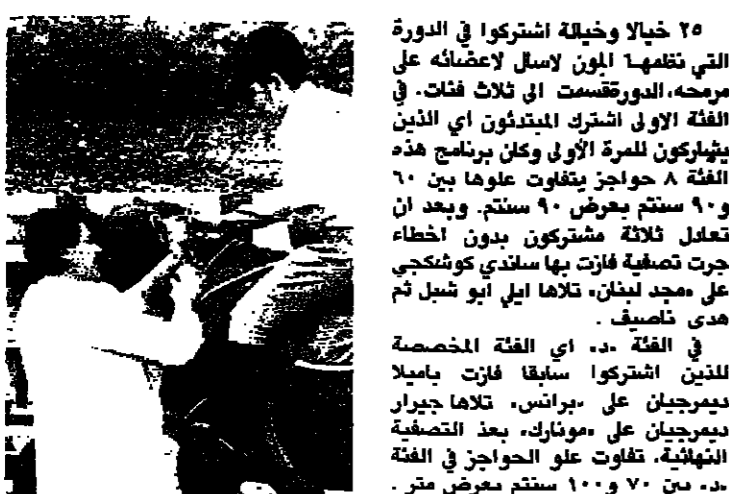 ٢٥ خيالا وخيالة اشتركوا في الدورة
التي نظمها المون لاسال لاعضائه على
مرمحه،الدورةقسمت الى ثلاث فئات. في
الفئة الاولى اشترك المبتدئون اي الذين
يشاركون للمرة الأولى وكان برنامج هذه
الفئة ٨ حواجز يتفاوت علوها بين ٦٠
و٩٠ سنتم بعرض ٩٠ سنتم. وبعد ان
تعادل ثلاثة مشتركون بدون اخطاء
جرت تصفية فازت بها ساندي كوشكجي
على «مجد لبنان» تلاها ايلي ابو شبل ثم
هدى ناصيف .
في الفئة «د» اي الفئة المخصصة
للذين اشتركوا سابقا فازت باميلا
ديمرجيان على «برانس» تلاها جيرار
ديمرجيان على «مونارك» بعد التصفية
النهائية، تفاوت علو الحواجز في الفئة
«د» بين ٧٠ و١٠٠ سنتم بعرض متر .